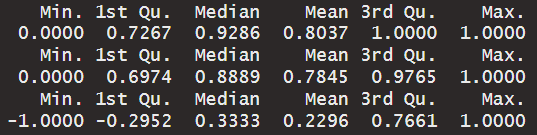 Min. 1st Qu. Median Mean 3rd Qu. Max.
0.0000 0.7267 0.9286 0.8037 1.0000 1.0000
Min. 1st Qu. Median Mean 3rd Qu. Max.
0.0000 0.6974 0.8889 0.7845 0.9765 1.0000
Min. 1st Qu. Median Mean 3rd Qu. Max.
-1.0000 -0.2952 0.3333 0.2296 0.7661 1.0000